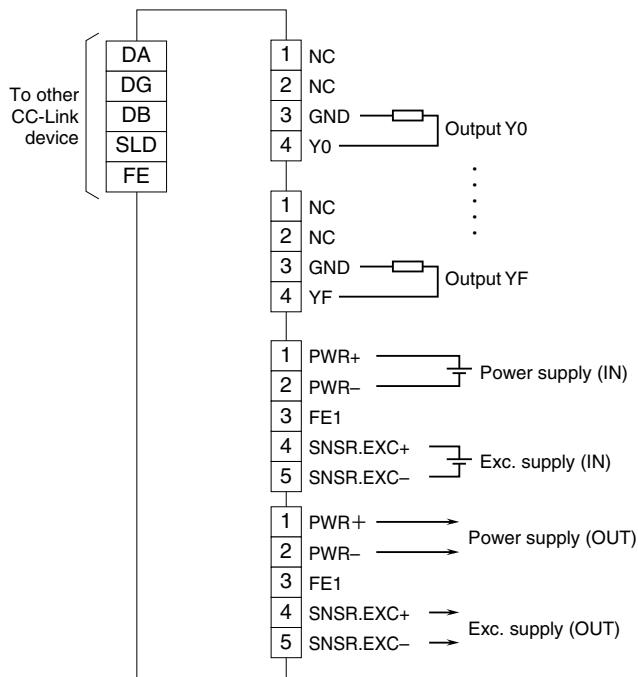 To other
CC-Link
device
DA
DG
DB
SLD
FE
1 NC
2 NC
3 GND
4 Y0
Output Y0
1 NC
2 NC
3 GND
4 YF
Output YF
1 PWR+
2 PWR–
Power supply (IN)
3 FE1
4 SNSR.EXC+
5 SNSR.EXC–
Exc. supply (IN)
1 PWR+
2 PWR–
Power supply (OUT)
3 FE1
4 SNSR.EXC+
5 SNSR.EXC–
Exc. supply (OUT)